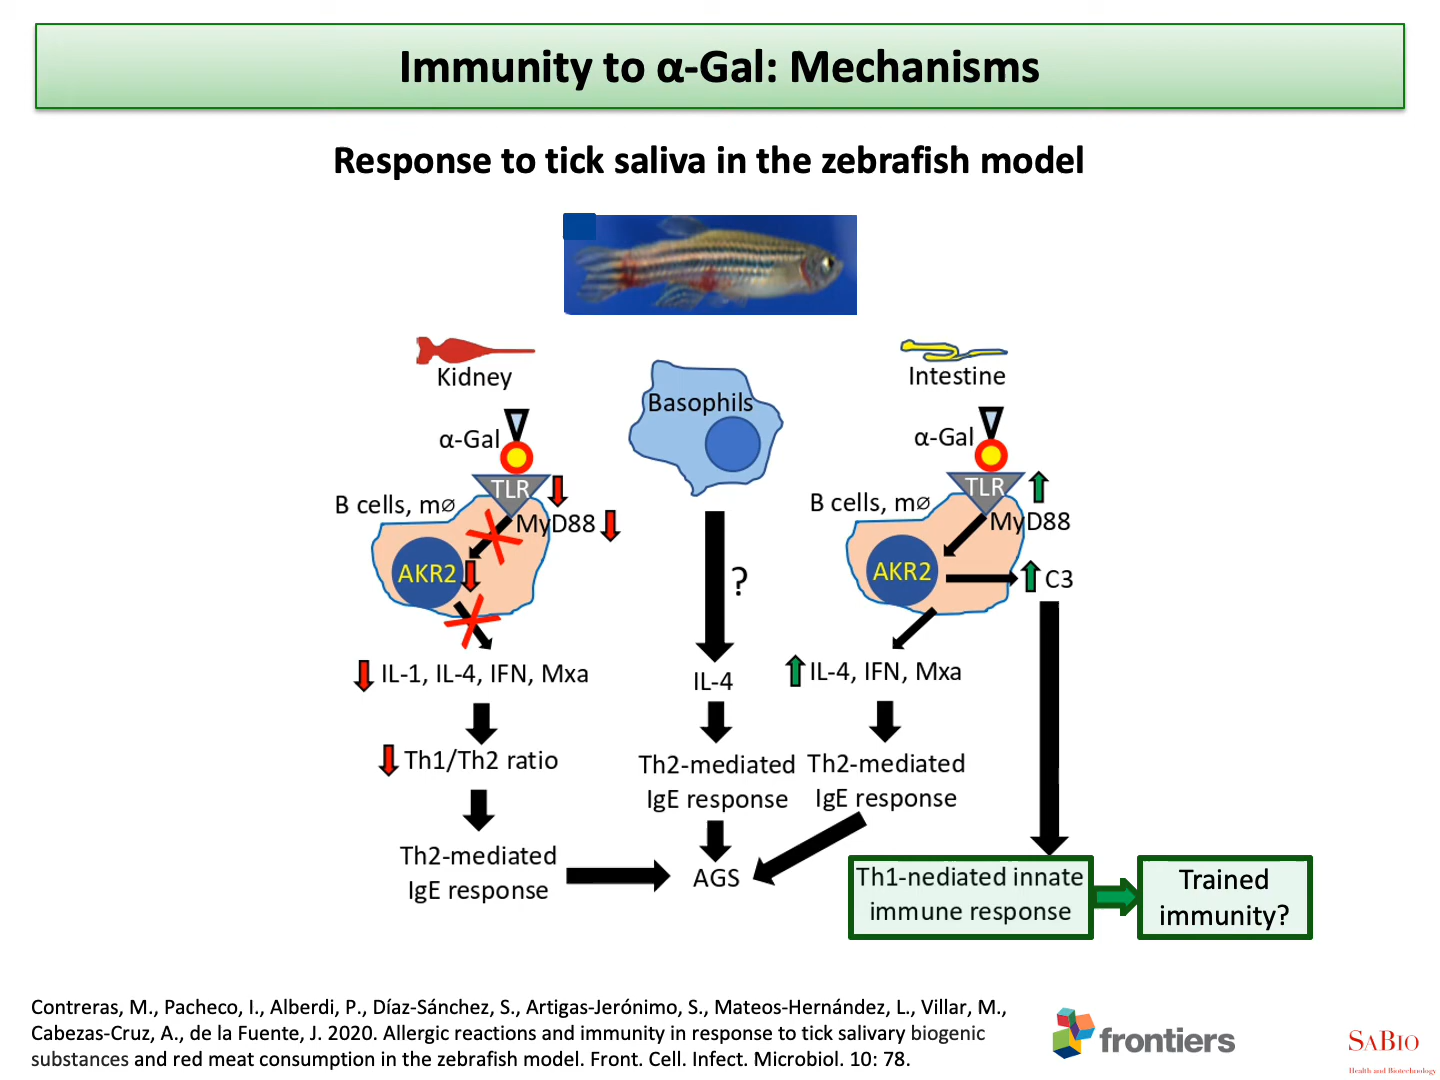 Immunity to α-Gal: Mechanisms
Response to tick saliva in the zebrafish model
Kidney
α-Gal
TLR
B cells, mø
MyD88
AKR2
IL-1, IL-4, IFN, Mxa
Th1/Th2 ratio
Th2-mediated
IgE response
Basophils
?
IL-4
Th2-mediated
IgE response
AGS
Intestine
α-Gal
TLR
B cells, mø
MyD88
AKR2
C3
IL-4, IFN, Mxa
Th2-mediated
IgE response
Th1-nediated innate
immune response
Trained
immunity?
Contreras, M., Pacheco, I., Alberdi, P., Díaz-Sánchez, S., Artigas-Jerónimo, S., Mateos-Hernández, L., Villar, M.,
Cabezas-Cruz, A., de la Fuente, J. 2020. Allergic reactions and immunity in response to tick salivary biogenic
substances and red meat consumption in the zebrafish model. Front. Cell. Infect. Microbiol. 10: 78.
frontiers
SABIO
Health and Biotechnology